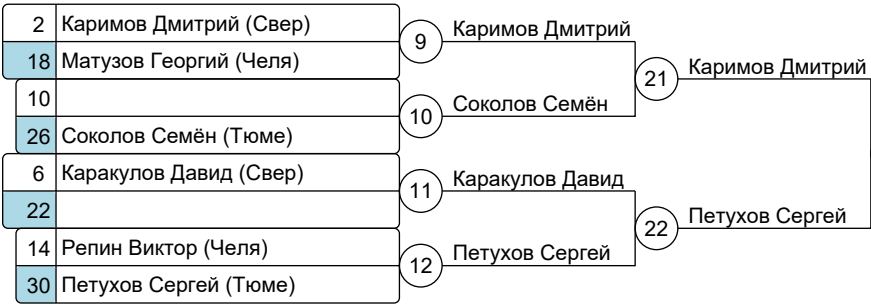 2 Каримов Дмитрий (Свер)
18 Матузов Георгий (Челя)
10
26 Соколов Семён (Тюме)
6 Каракулов Давид (Свер)
22
14 Репин Виктор (Челя)
30 Петухов Сергей (Тюме)
9 Каримов Дмитрий
10 Соколов Семён
11 Каракулов Давид
12 Петухов Сергей
21 Каримов Дмитрий
22 Петухов Сергей